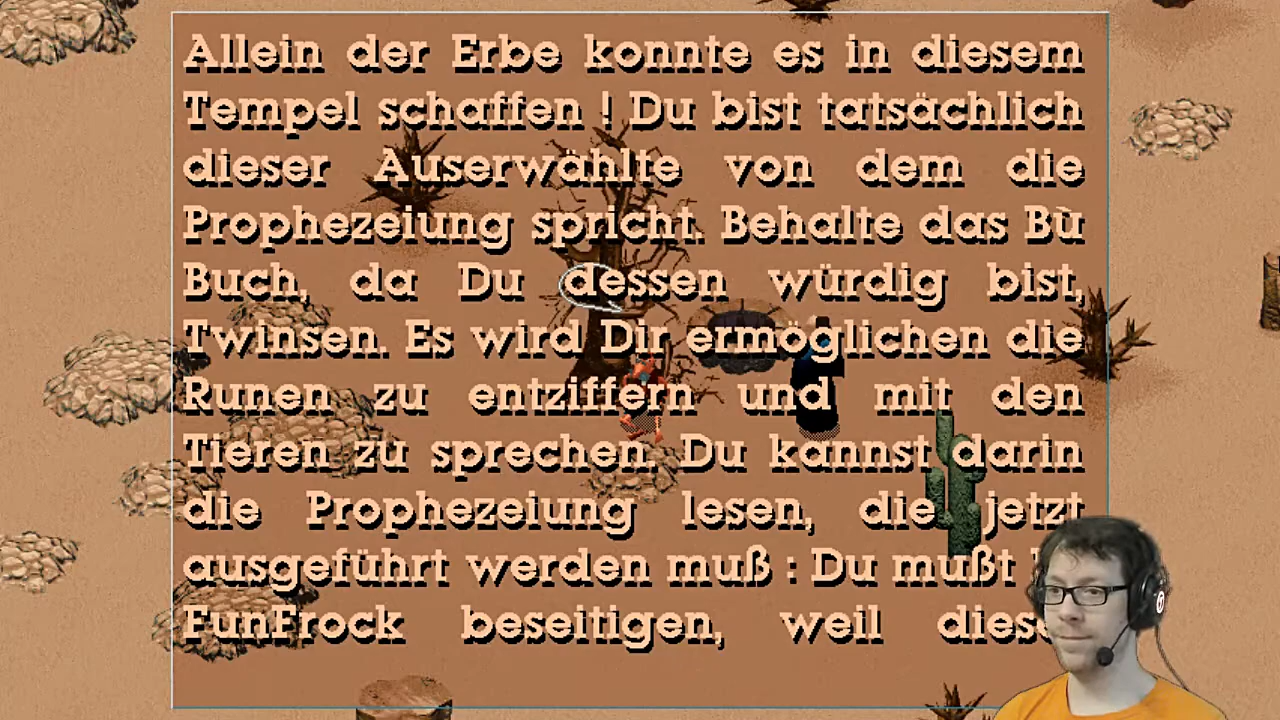 Allein der Erbe konnte es in diesem
Tempel schaffen ! Du bist tatsächlich
dieser Auserwählte von dem die
Prophezeiung spricht. Behalte das Bù
Buch, da Du dessen würdig bist,
Twinsen. Es wird Dir ermöglichen die
Runen zu entziffern und mit den
Tieren zu sprechen. Du kannst darin
die Prophezeiung lesen, die jetzt
ausgeführt werden muß : Du mußt
FunFrock beseitigen, weil